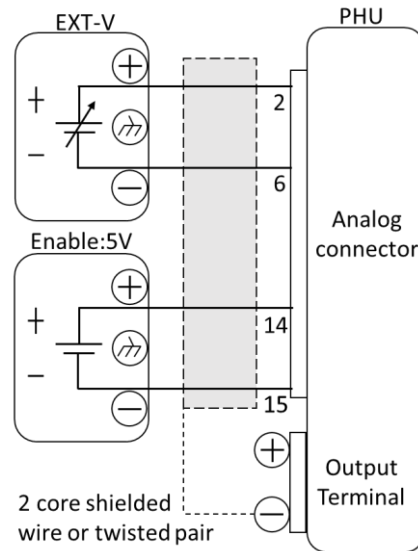 EXT-V
PHU
+
+
2
−
−
6
Enable:5V
Analog
connector
+
+
14
−
−
15
+
Output
Terminal
−
2 core shielded
wire or twisted pair